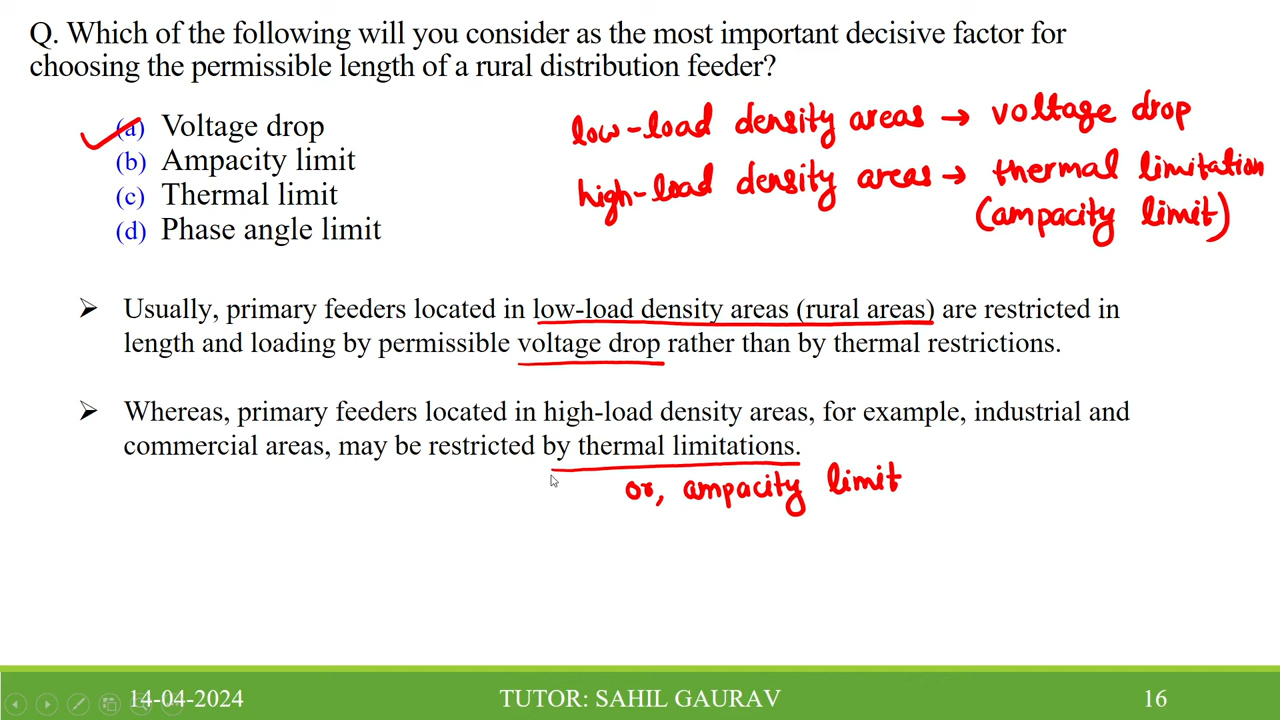 Q. Which of the following will you consider as the most important decisive factor for
choosing the permissible length of a rural distribution feeder?
(a) Voltage drop
(b) Ampacity limit
(c) Thermal limit
(d) Phase angle limit
low-load density areas → voltage drop
high-load density areas → thermal limitation
(ampacity limit)
➢ Usually, primary feeders located in low-load density areas (rural areas) are restricted in
length and loading by permissible voltage drop rather than by thermal restrictions.
➢ Whereas, primary feeders located in high-load density areas, for example, industrial and
commercial areas, may be restricted by thermal limitations.
or, ampacity limit
14-04-2024 TUTOR: SAHIL GAURAV 16